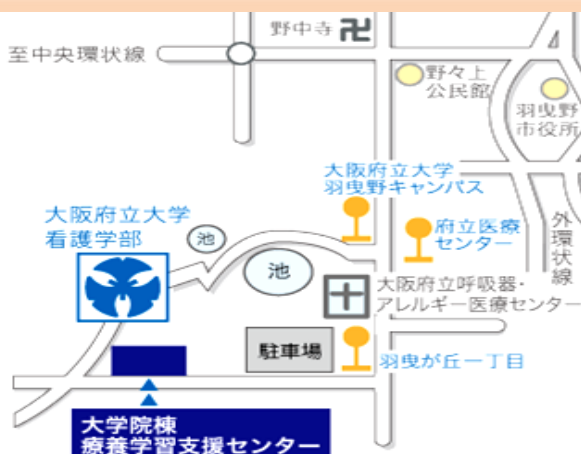 野中寺
至中央環状線
野々上
公民館
羽曳野
市役所
大阪府立大学
羽曳野キャンパス
大阪府立大学
看護学部
池
府立医療
センター
外環状線
池
大阪府立呼吸器・
アレルギー医療センター
駐車場
羽曳が丘一丁目
大学院棟
療養学習支援センター